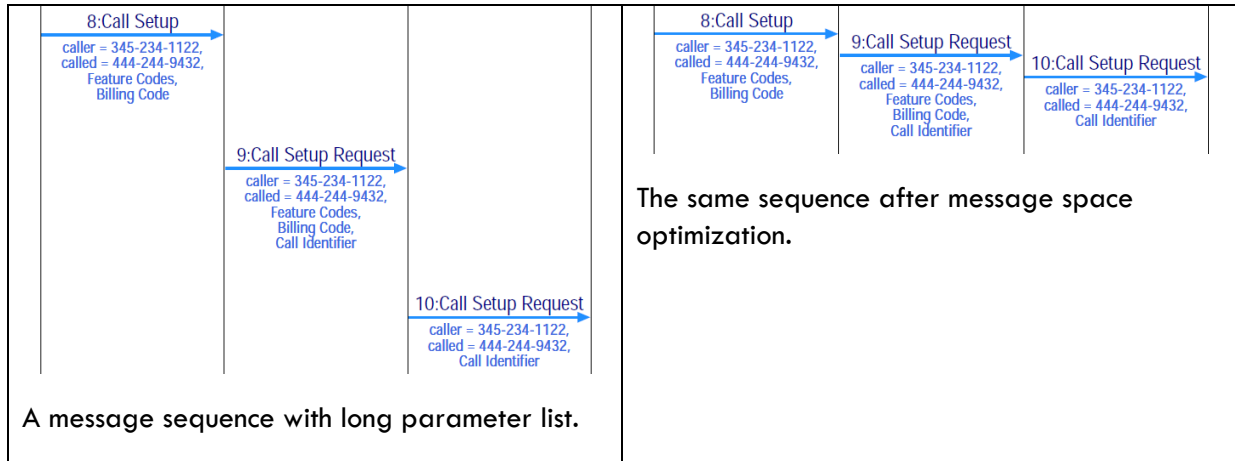 8:Call Setup
caller = 345-234-1122,
called = 444-244-9432,
Feature Codes,
Billing Code
9:Call Setup Request
caller = 345-234-1122,
called = 444-244-9432,
Feature Codes,
Billing Code,
Call Identifier
10:Call Setup Request
caller = 345-234-1122,
called = 444-244-9432,
Call Identifier
A message sequence with long parameter list.
8:Call Setup
caller = 345-234-1122,
called = 444-244-9432,
Feature Codes,
Billing Code
9:Call Setup Request
caller = 345-234-1122,
called = 444-244-9432,
Feature Codes,
Billing Code,
Call Identifier
10:Call Setup Request
caller = 345-234-1122,
called = 444-244-9432,
Call Identifier
The same sequence after message space
optimization.